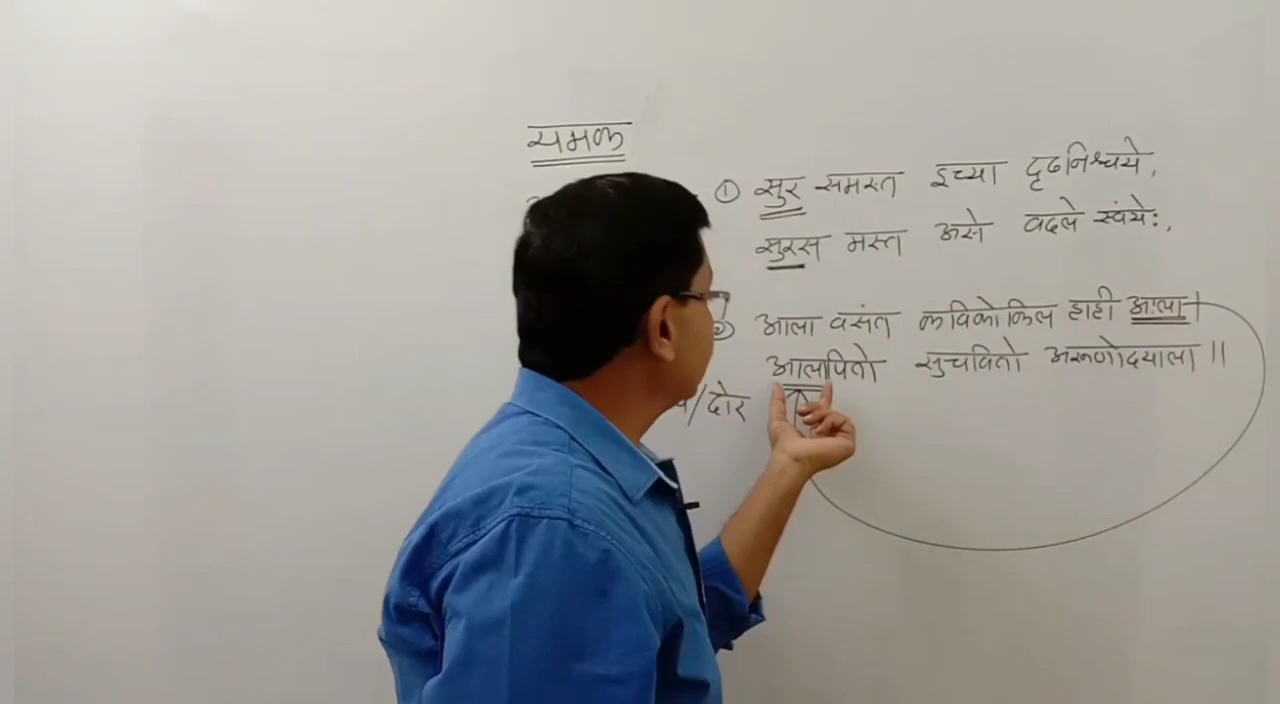 यमक
① सुर समस्त इच्या दृढनिश्चये,
सुरस मस्त असे वदले स्वंये:,
② आला वसंत कविकोकिल हाही आला।
आलापितो सुचवितो अरूणोदयाला॥
/दोर